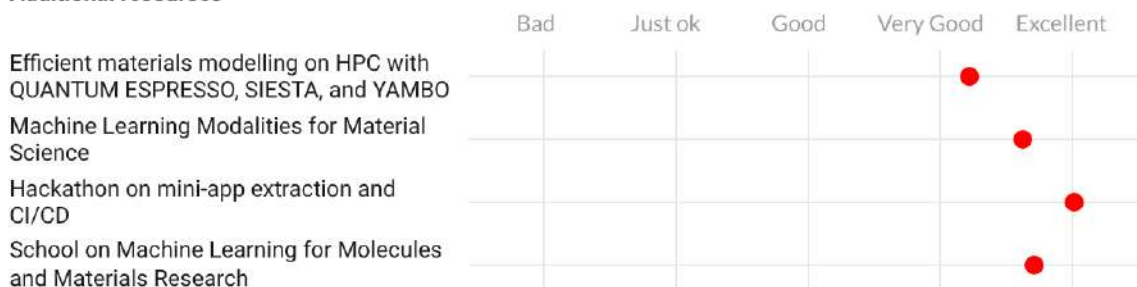 Additional Resources
Bad Just ok Good Very Good Excellent
Efficient materials modelling on HPC with
QUANTUM ESPRESSO, SIESTA, and YAMBO
Machine Learning Modalities for Material
Science
Hackathon on mini-app extraction and
CI/CD
School on Machine Learning for Molecules
and Materials Research